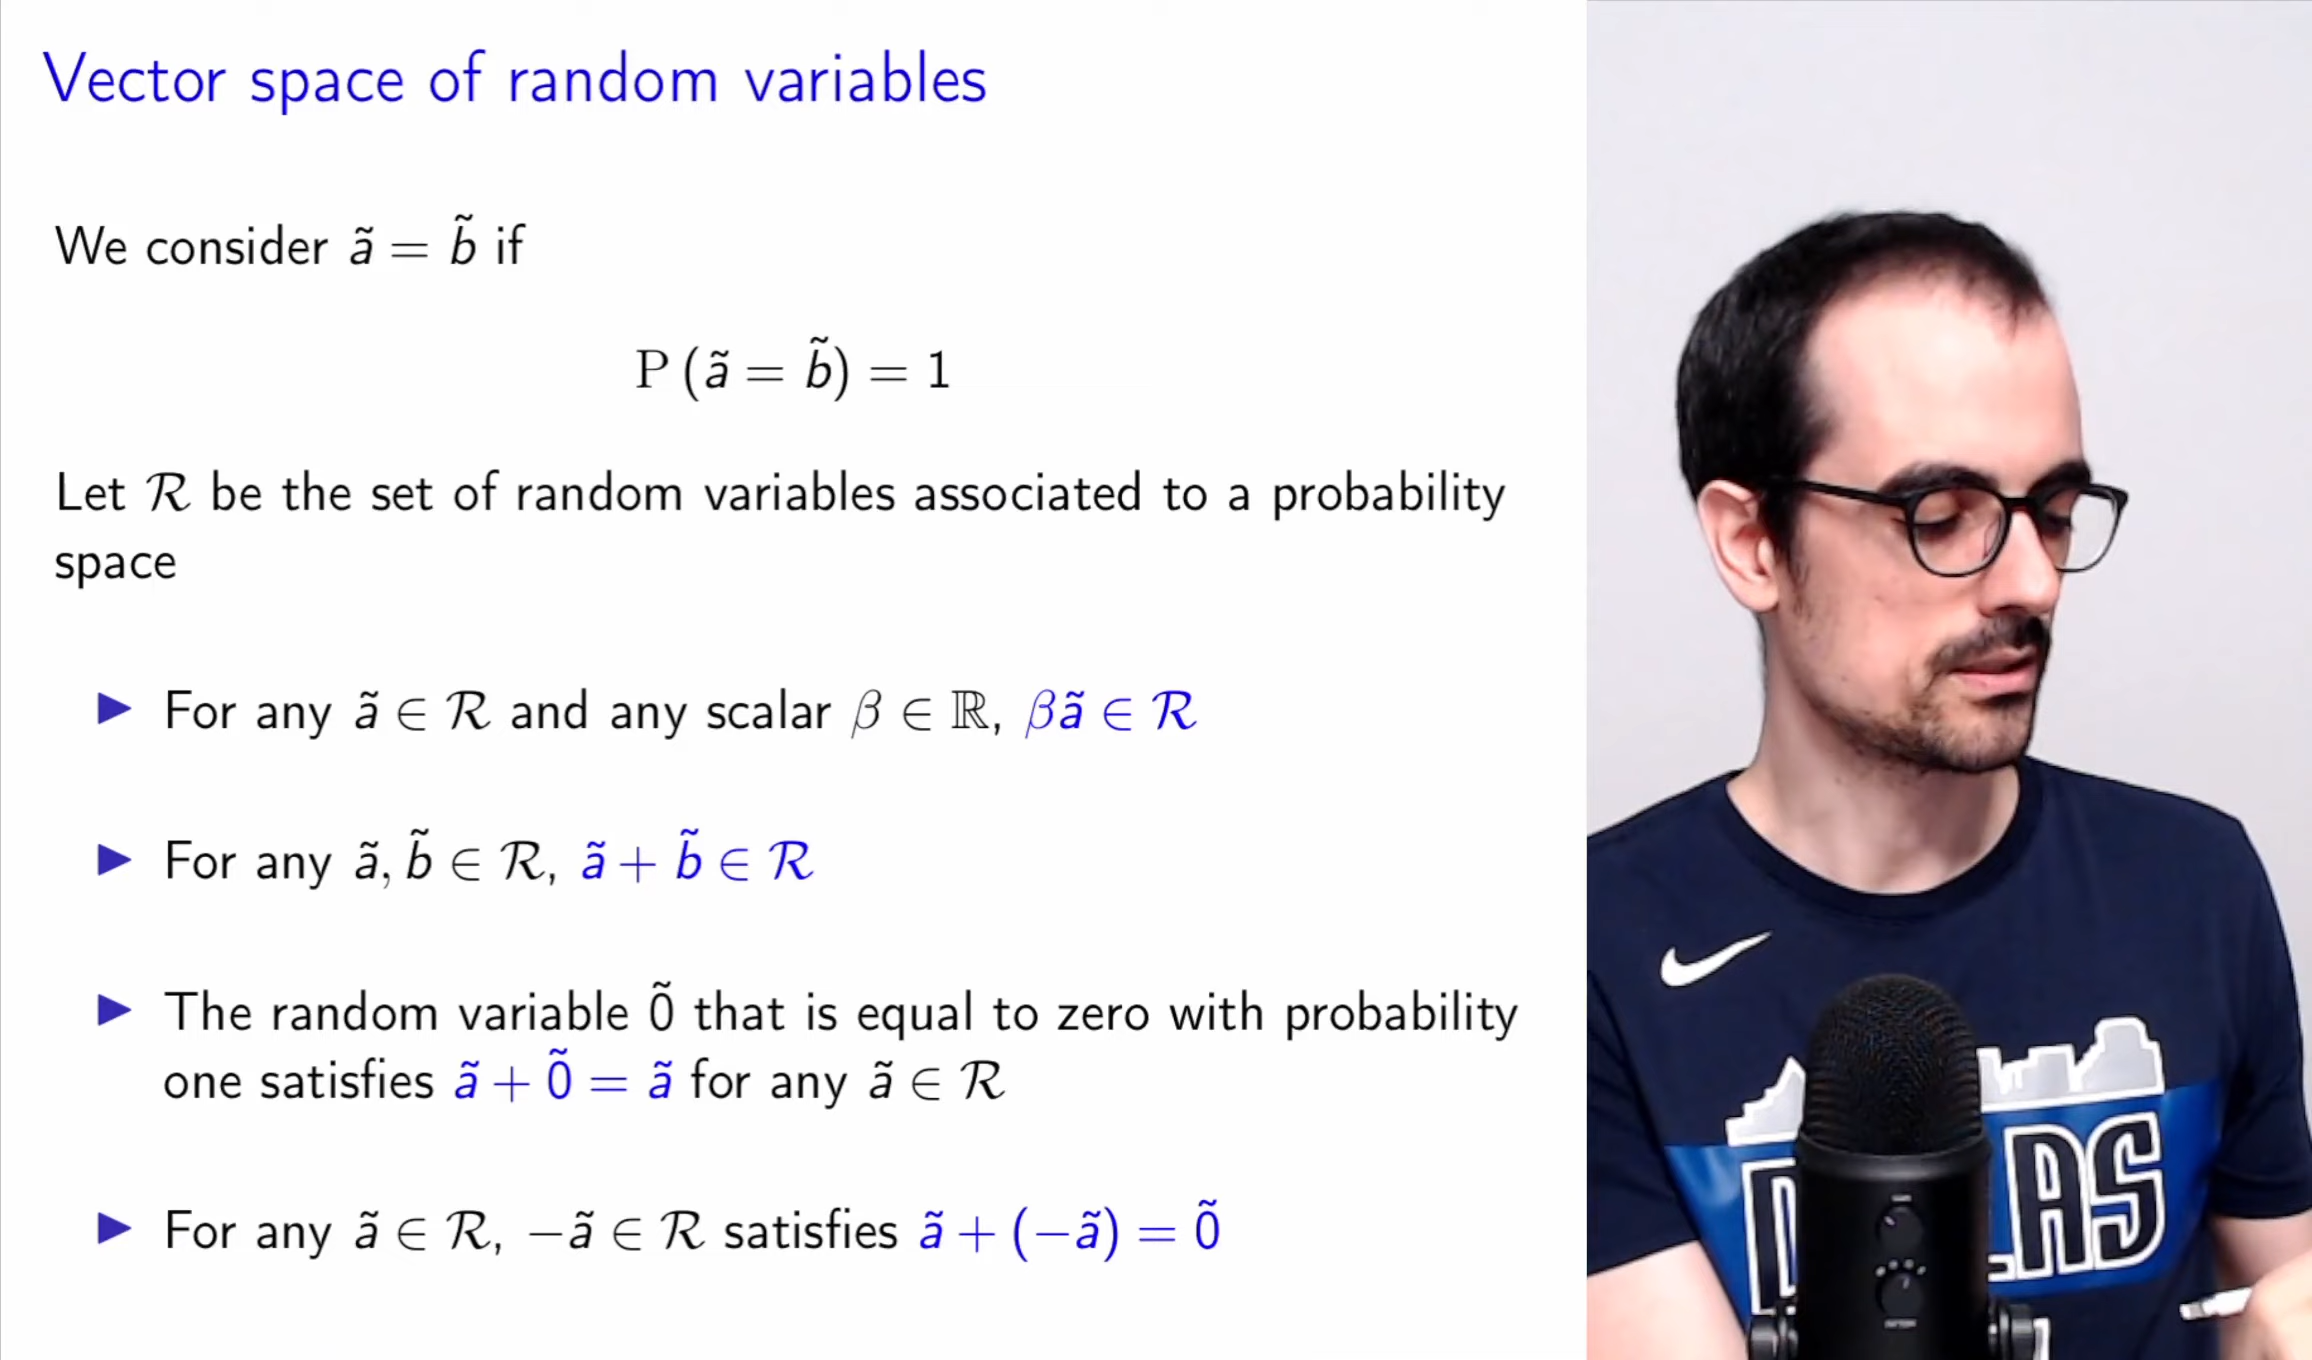 Vector space of random variables
We consider ã = b̃ if
P (ã = b̃) = 1
Let ℛ be the set of random variables associated to a probability
space
▶ For any ã ∈ ℛ and any scalar β ∈ ℝ, βã ∈ ℛ
▶ For any ã, b̃ ∈ ℛ, ã + b̃ ∈ ℛ
▶ The random variable 0̃ that is equal to zero with probability
one satisfies ã + 0̃ = ã for any ã ∈ ℛ
▶ For any ã ∈ ℛ, −ã ∈ ℛ satisfies ã + (−ã) = 0̃